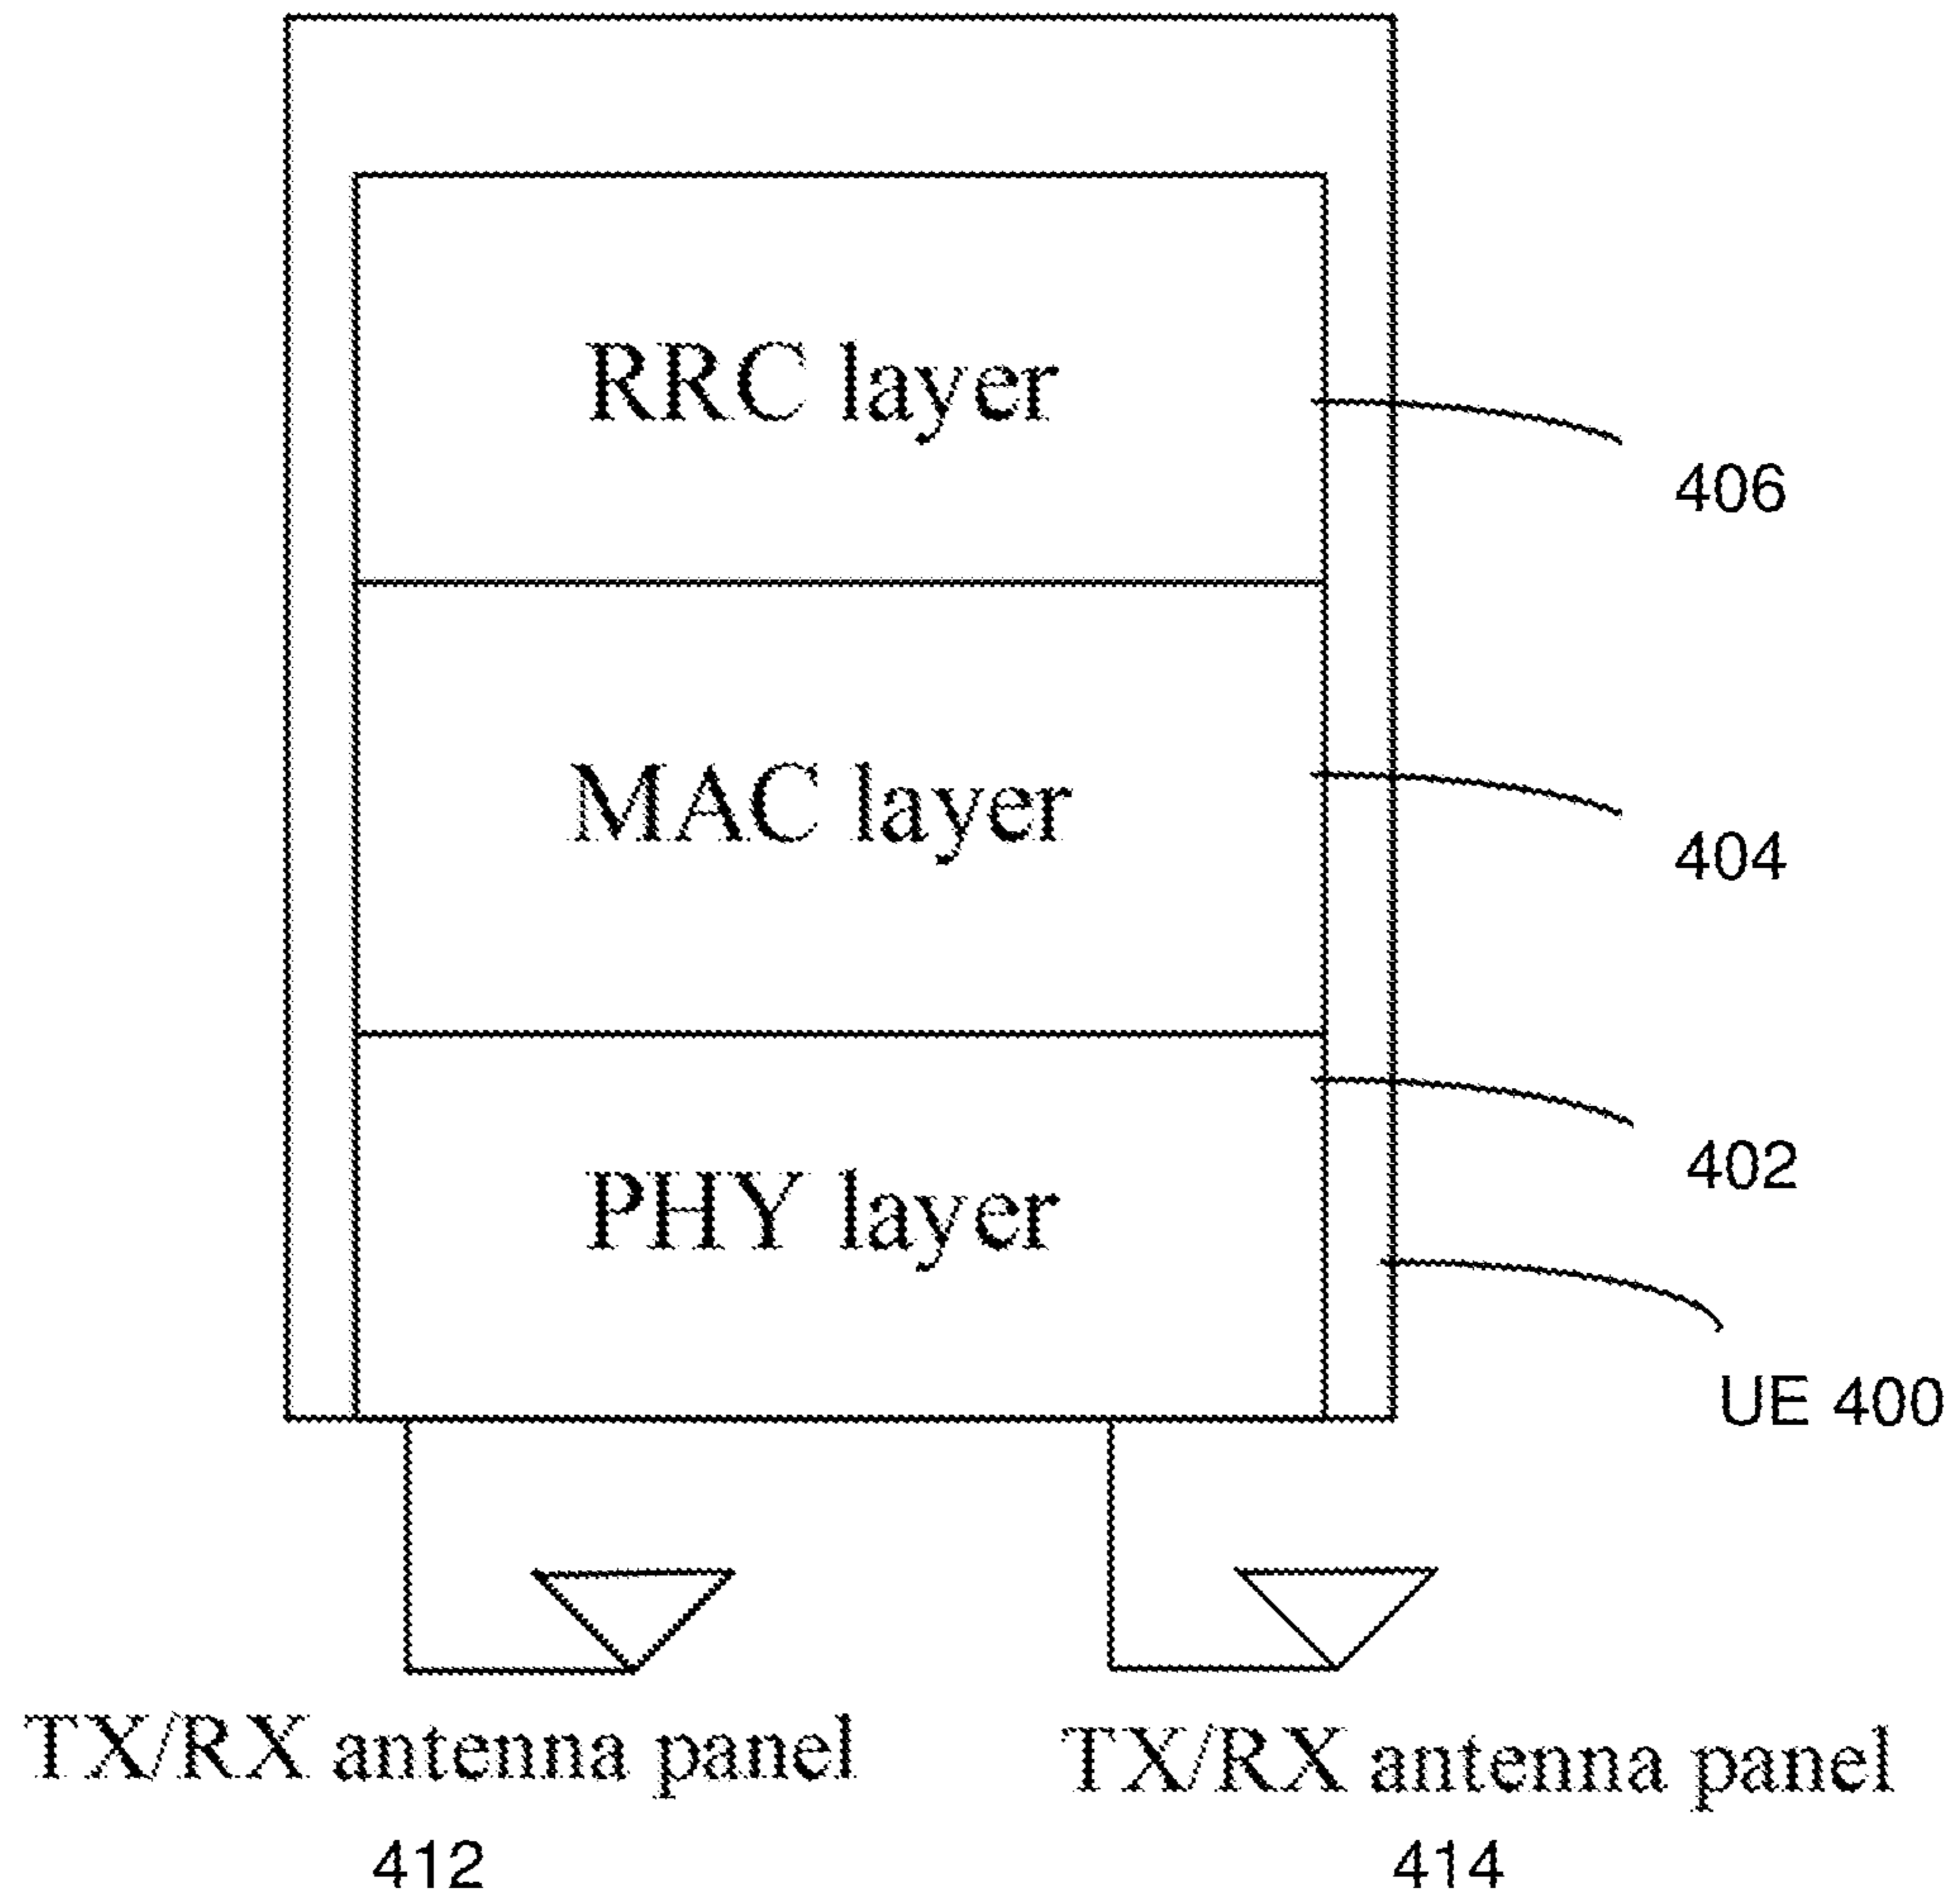 RRC layer
406
MAC layer
404
402
PHY layer
UE 400
TX/RX antenna panel
412
TX/RX antenna panel
414